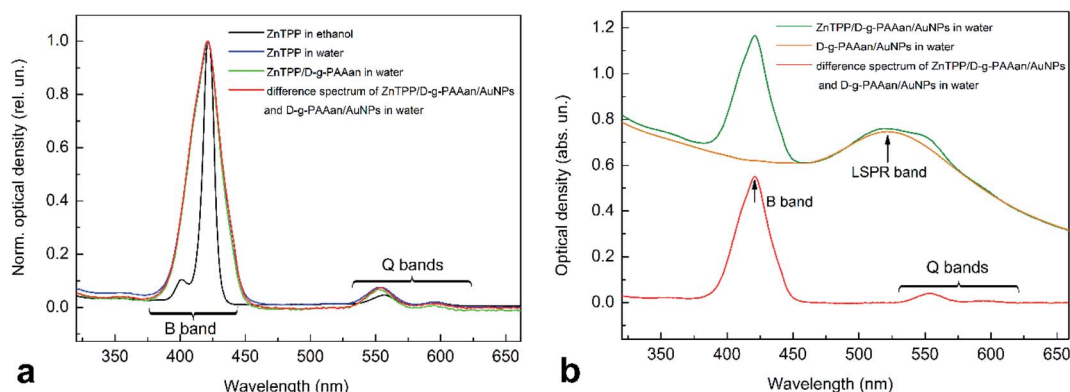 ZnTPP in ethanol
ZnTPP in water
ZnTPP/D-g-PAAan in water
difference spectrum of ZnTPP/D-g-PAAan/AuNPs
and D-g-PAAan/AuNPs in water
Norm. optical density (rel. un.)
1.0
0.8
0.6
0.4
0.2
0.0
Q bands
B band
350
400
450
500
550
600
650
Wavelength (nm)
a
ZnTPP/D-g-PAAan/AuNPs in water
D-g-PAAan/AuNPs in water
difference spectrum of ZnTPP/D-g-PAAan/AuNPs
and D-g-PAAan/AuNPs in water
Optical density (abs. un.)
1.2
1.0
0.8
0.6
0.4
0.2
0.0
LSPR band
B band
Q bands
350
400
450
500
550
600
650
Wavelength (nm)
b